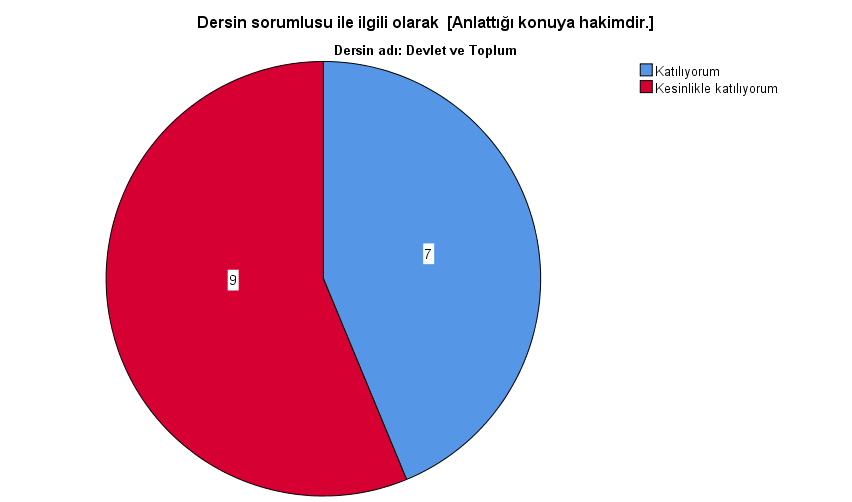 Dersin sorumlusu ile ilgili olarak [Anlattığı konuya hakimdir.]
Dersin adı: Devlet ve Toplum
Katılıyorum
Kesinlikle katılıyorum
7
9